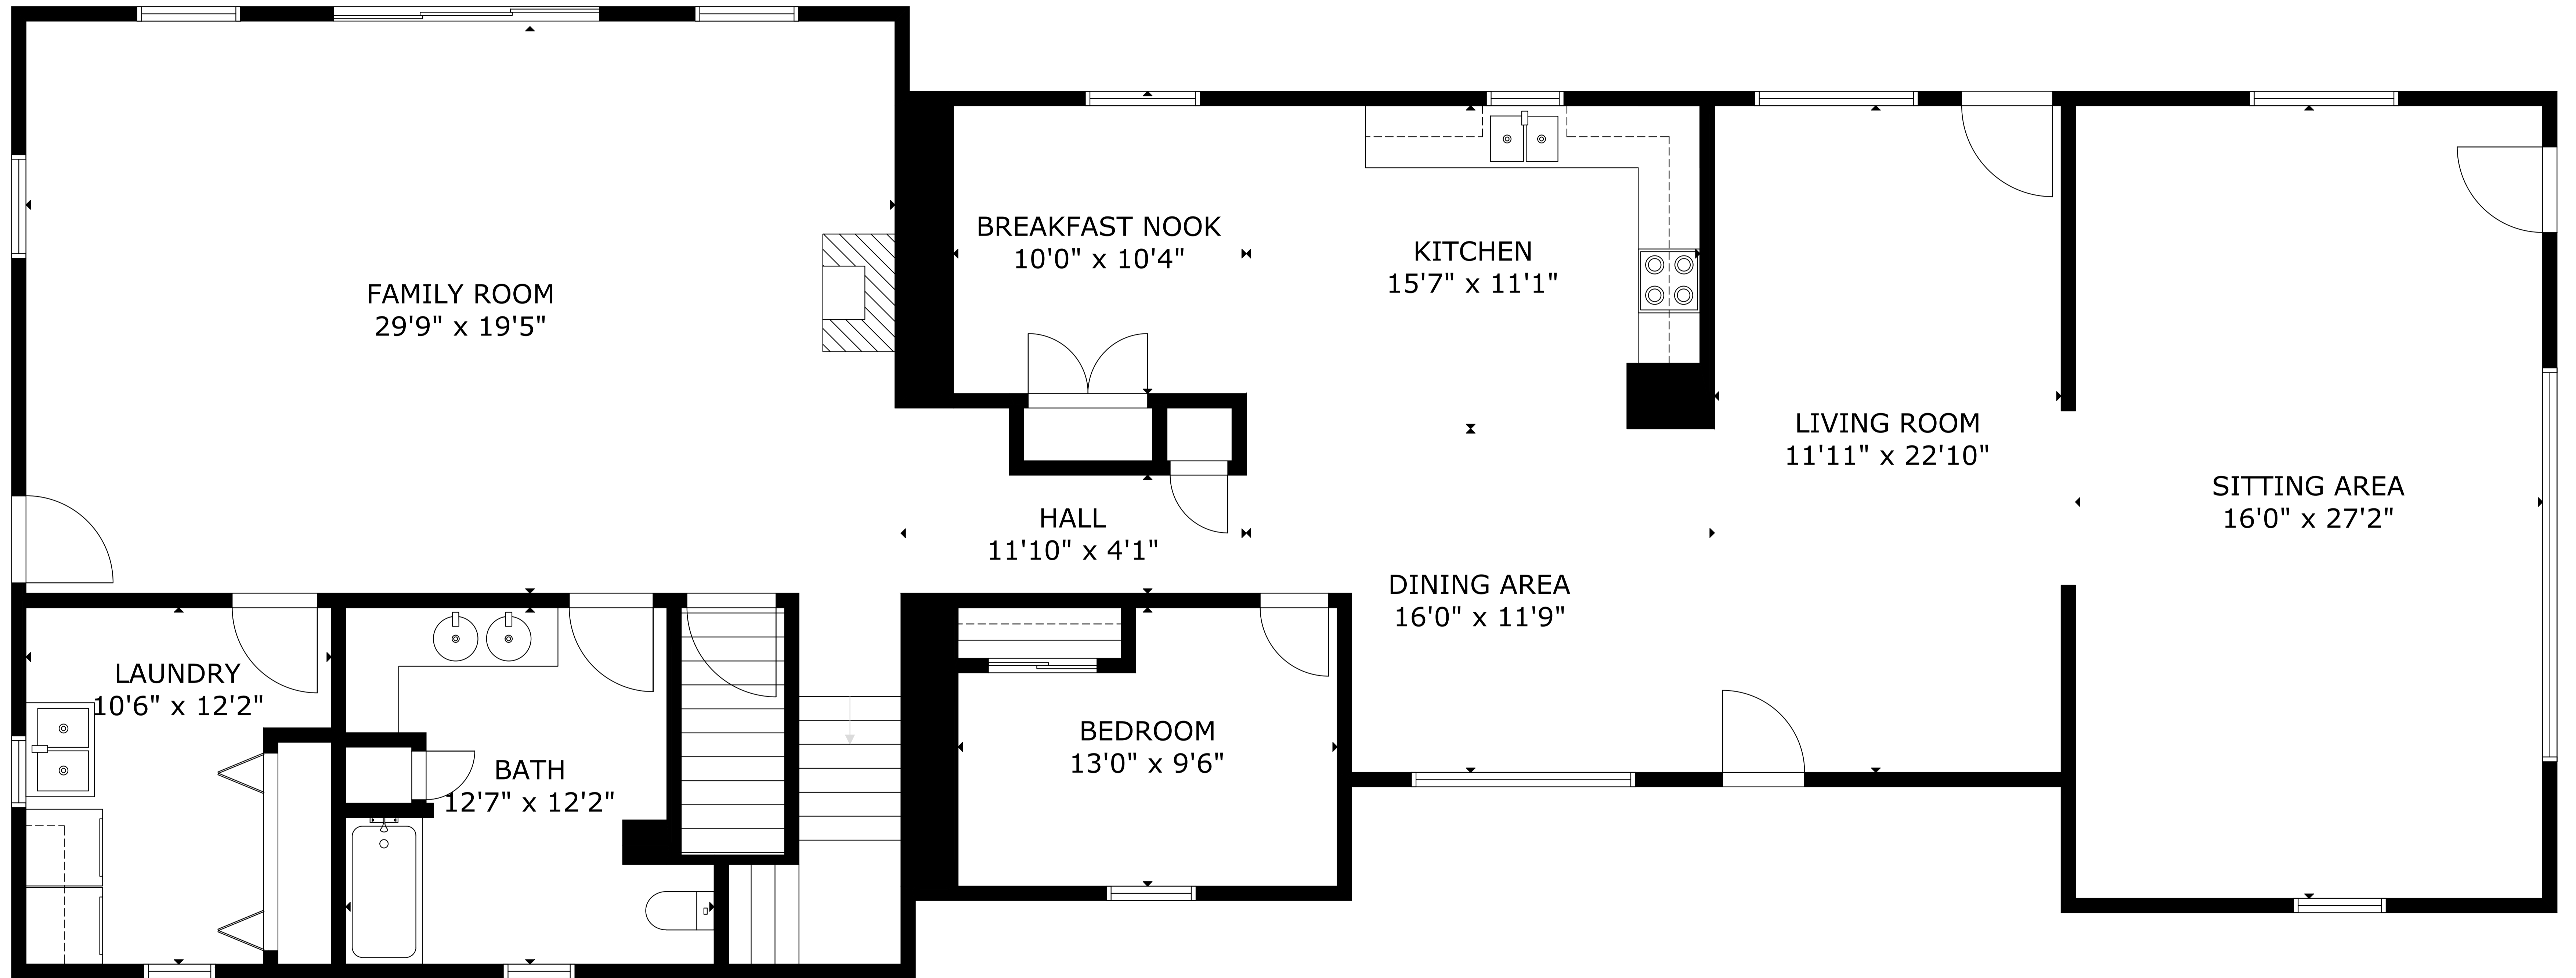 FAMILY ROOM
29'9" x 19'5"
BREAKFAST NOOK
10'0" x 10'4"
KITCHEN
15'7" x 11'1"
LIVING ROOM
11'11" x 22'10"
SITTING AREA
16'0" x 27'2"
HALL
11'10" x 4'1"
DINING AREA
16'0" x 11'9"
LAUNDRY
10'6" x 12'2"
BATH
12'7" x 12'2"
BEDROOM
13'0" x 9'6"